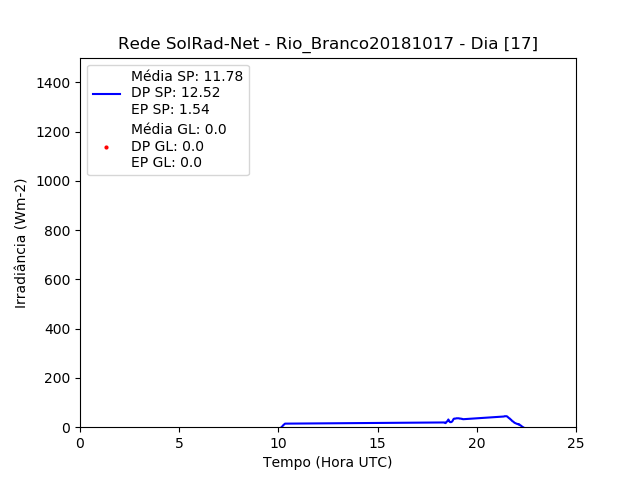 Rede SolRad-Net - Rio_Branco20181017 - Dia [17]
Média SP: 11.78
DP SP: 12.52
EP SP: 1.54
Média GL: 0.0
DP GL: 0.0
EP GL: 0.0
Irradiância (Wm-2)
1400
1200
1000
800
600
400
200
0
0 5 10 15 20 25
Tempo (Hora UTC)